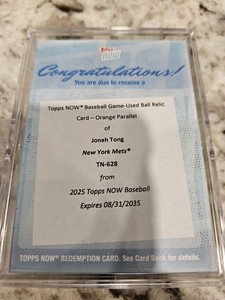 topps
NOW
Congratulations!
You are due to receive a
Topps NOW® Baseball Game-Used Ball Relic
Card – Orange Parallel
of
Jonah Tong
New York Mets®
TN-628
from
2025 Topps NOW Baseball
Expires 08/31/2035
TOPPS NOW® REDEMPTION CARD. See Card Back for details.